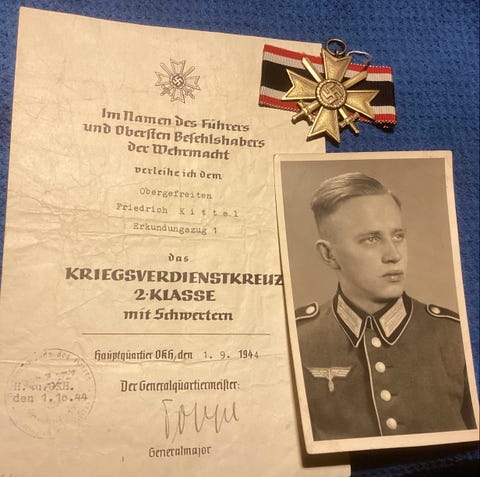 Im Namen des Führers
und Obersten Befehlshabers
der Wehrmacht
verleihe ich dem
Obergefreiten
Friedrich Kittel
Erkundungszug 1
das
KRIEGSVERDIENSTKREUZ
2·KLASSE
mit Schwertern
Hauptquartier OKH, den 1. 9. 1944
Der Generalquartiermeister:
Generalmajor
den 1.10.44